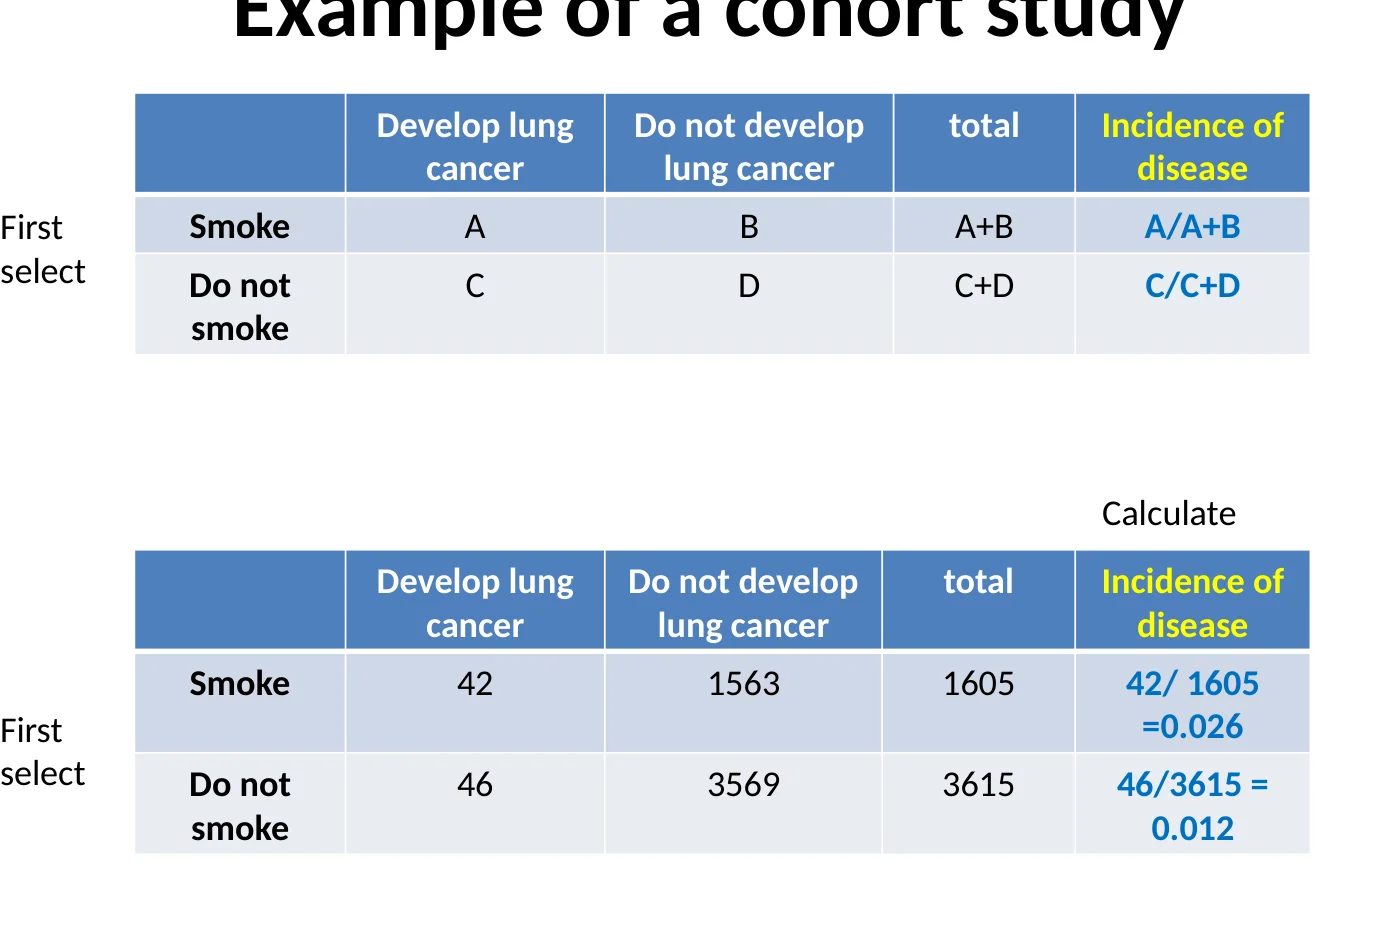 Example of a cohort study
Develop lung cancer
Do not develop lung cancer
total
Incidence of disease
First select
Smoke
A
B
A+B
A/A+B
Do not smoke
C
D
C+D
C/C+D
Calculate
Develop lung cancer
Do not develop lung cancer
total
Incidence of disease
First select
Smoke
42
1563
1605
42/ 1605 =0.026
Do not smoke
46
3569
3615
46/3615 = 0.012